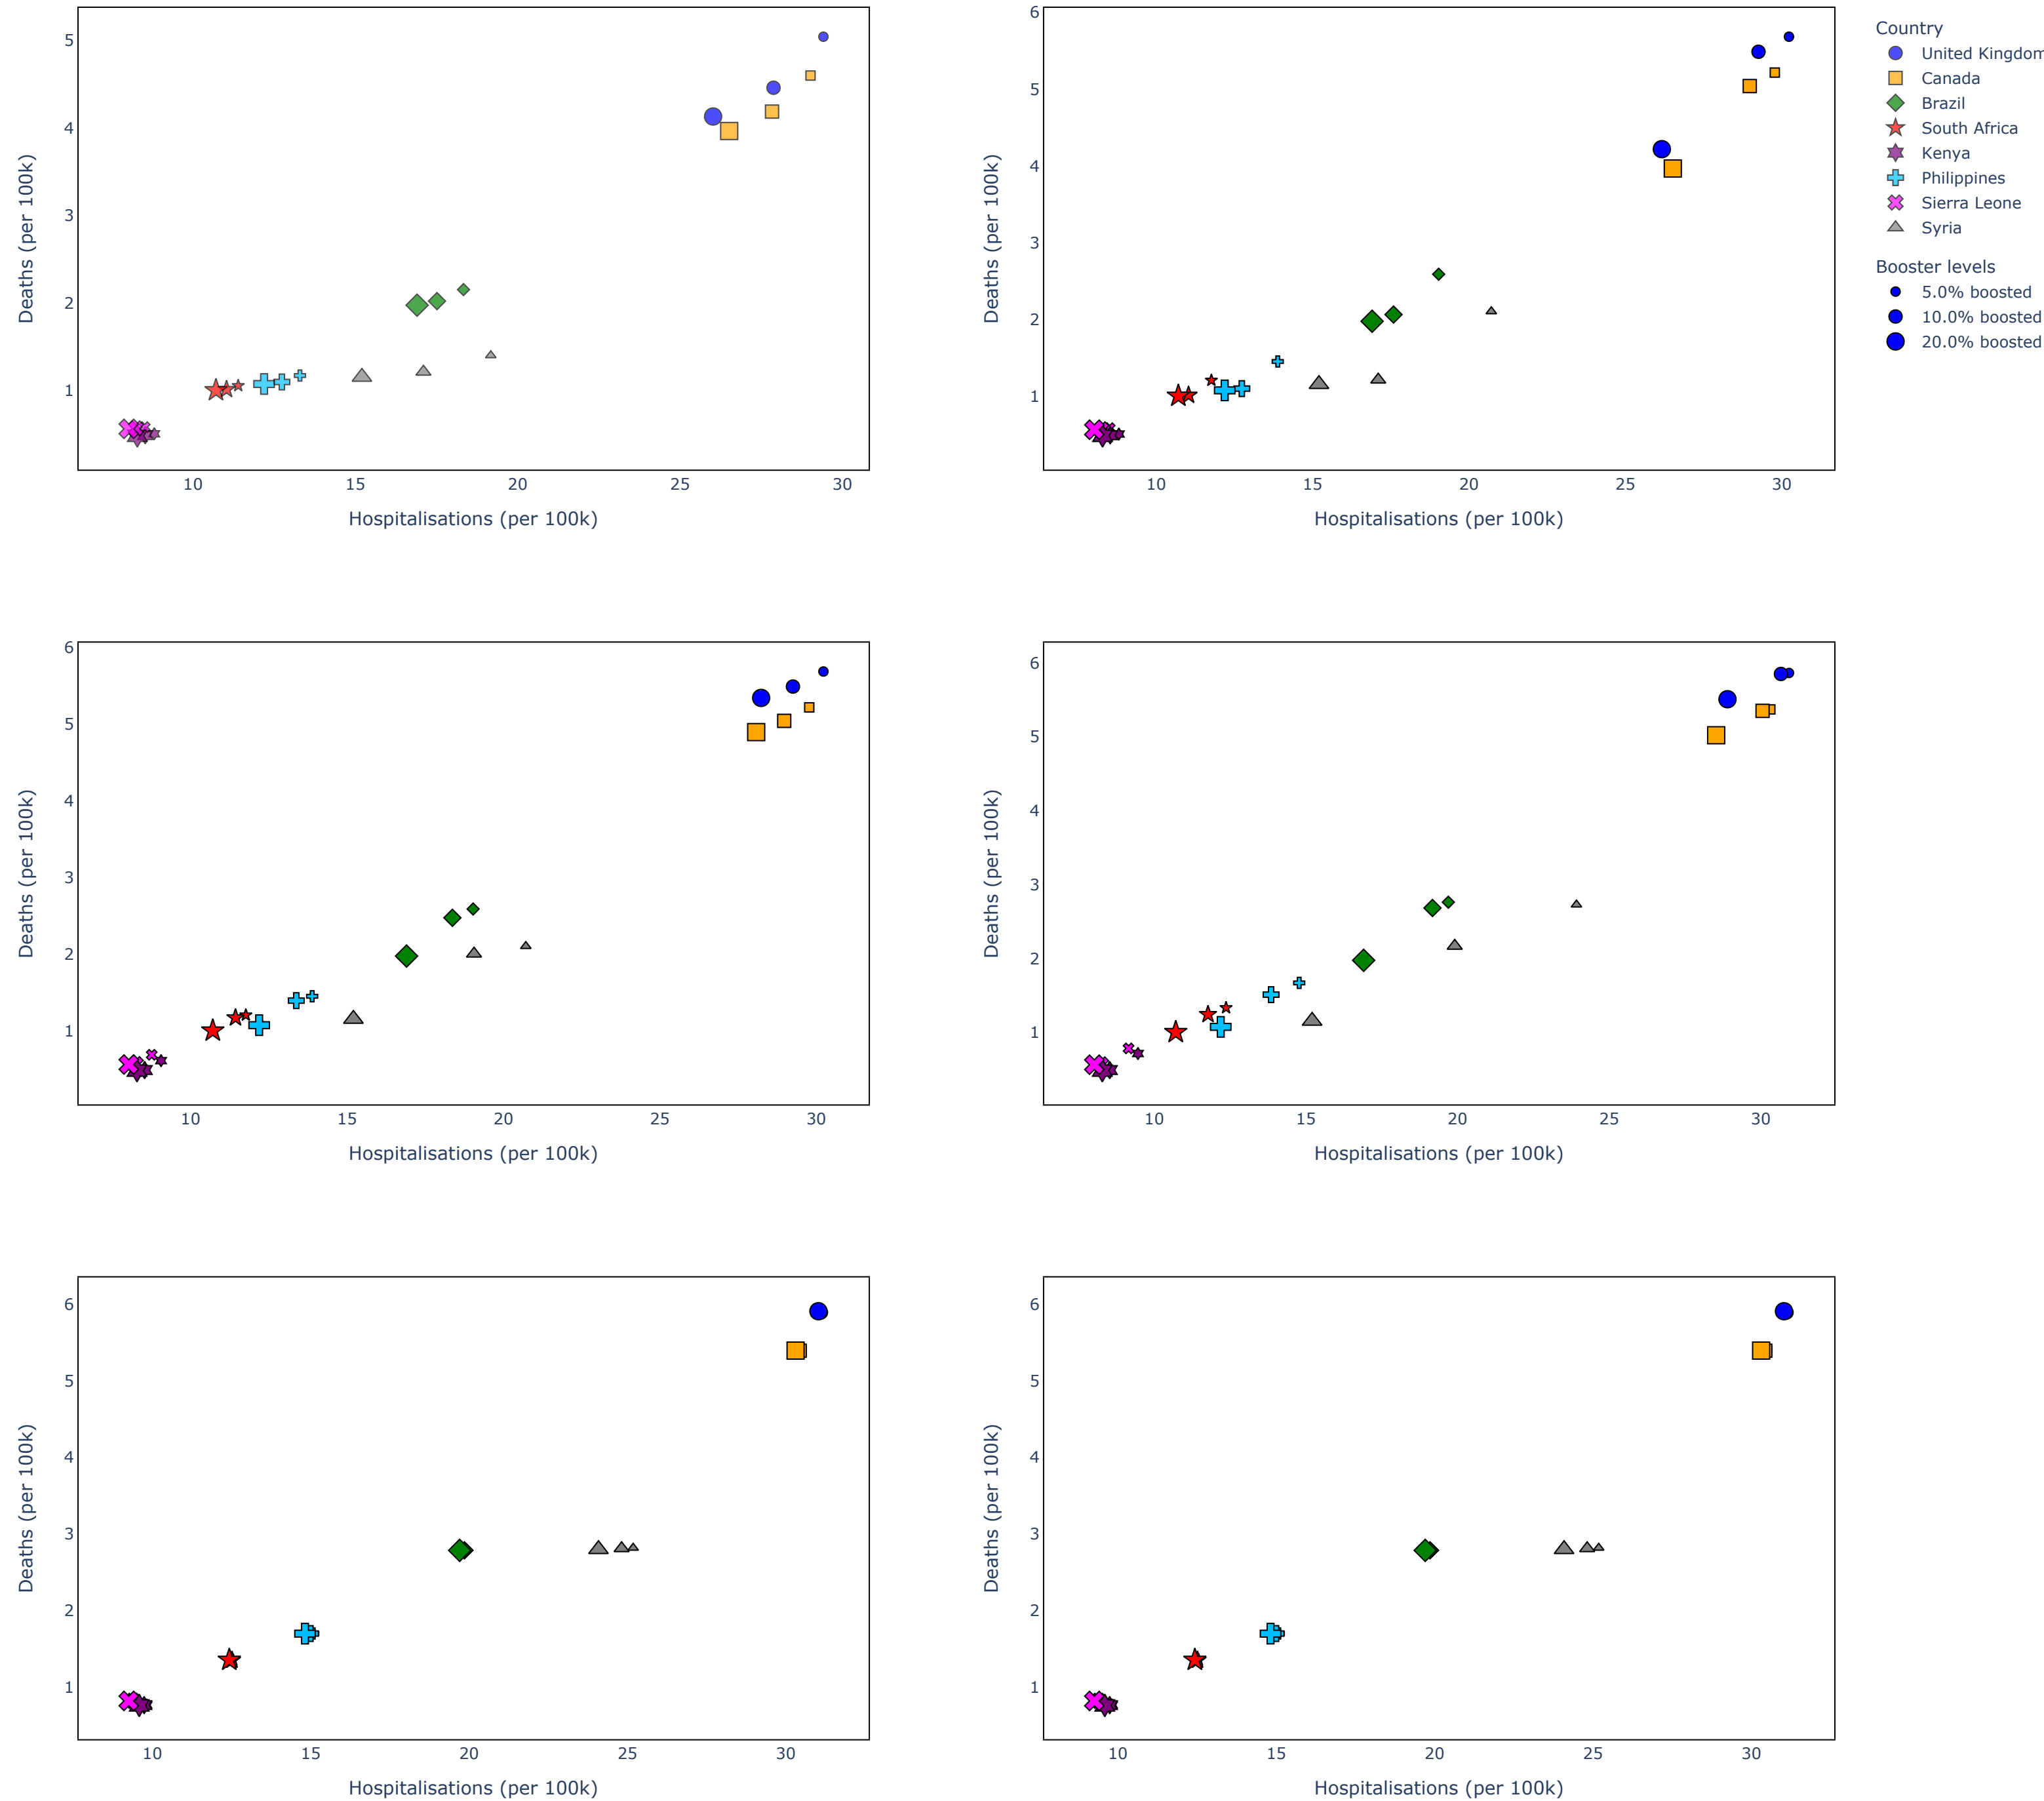 Deaths (per 100k)
5
4
3
2
1
10 15 20 25 30
Hospitalisations (per 100k)
Deaths (per 100k)
6
5
4
3
2
1
10 15 20 25 30
Hospitalisations (per 100k)
Country
United Kingdom
Canada
Brazil
South Africa
Kenya
Philippines
Sierra Leone
Syria
Booster levels
5.0% boosted
10.0% boosted
20.0% boosted
Deaths (per 100k)
6
5
4
3
2
1
10 15 20 25 30
Hospitalisations (per 100k)
Deaths (per 100k)
6
5
4
3
2
1
10 15 20 25 30
Hospitalisations (per 100k)
Deaths (per 100k)
6
5
4
3
2
1
10 15 20 25 30
Hospitalisations (per 100k)
Deaths (per 100k)
6
5
4
3
2
1
10 15 20 25 30
Hospitalisations (per 100k)